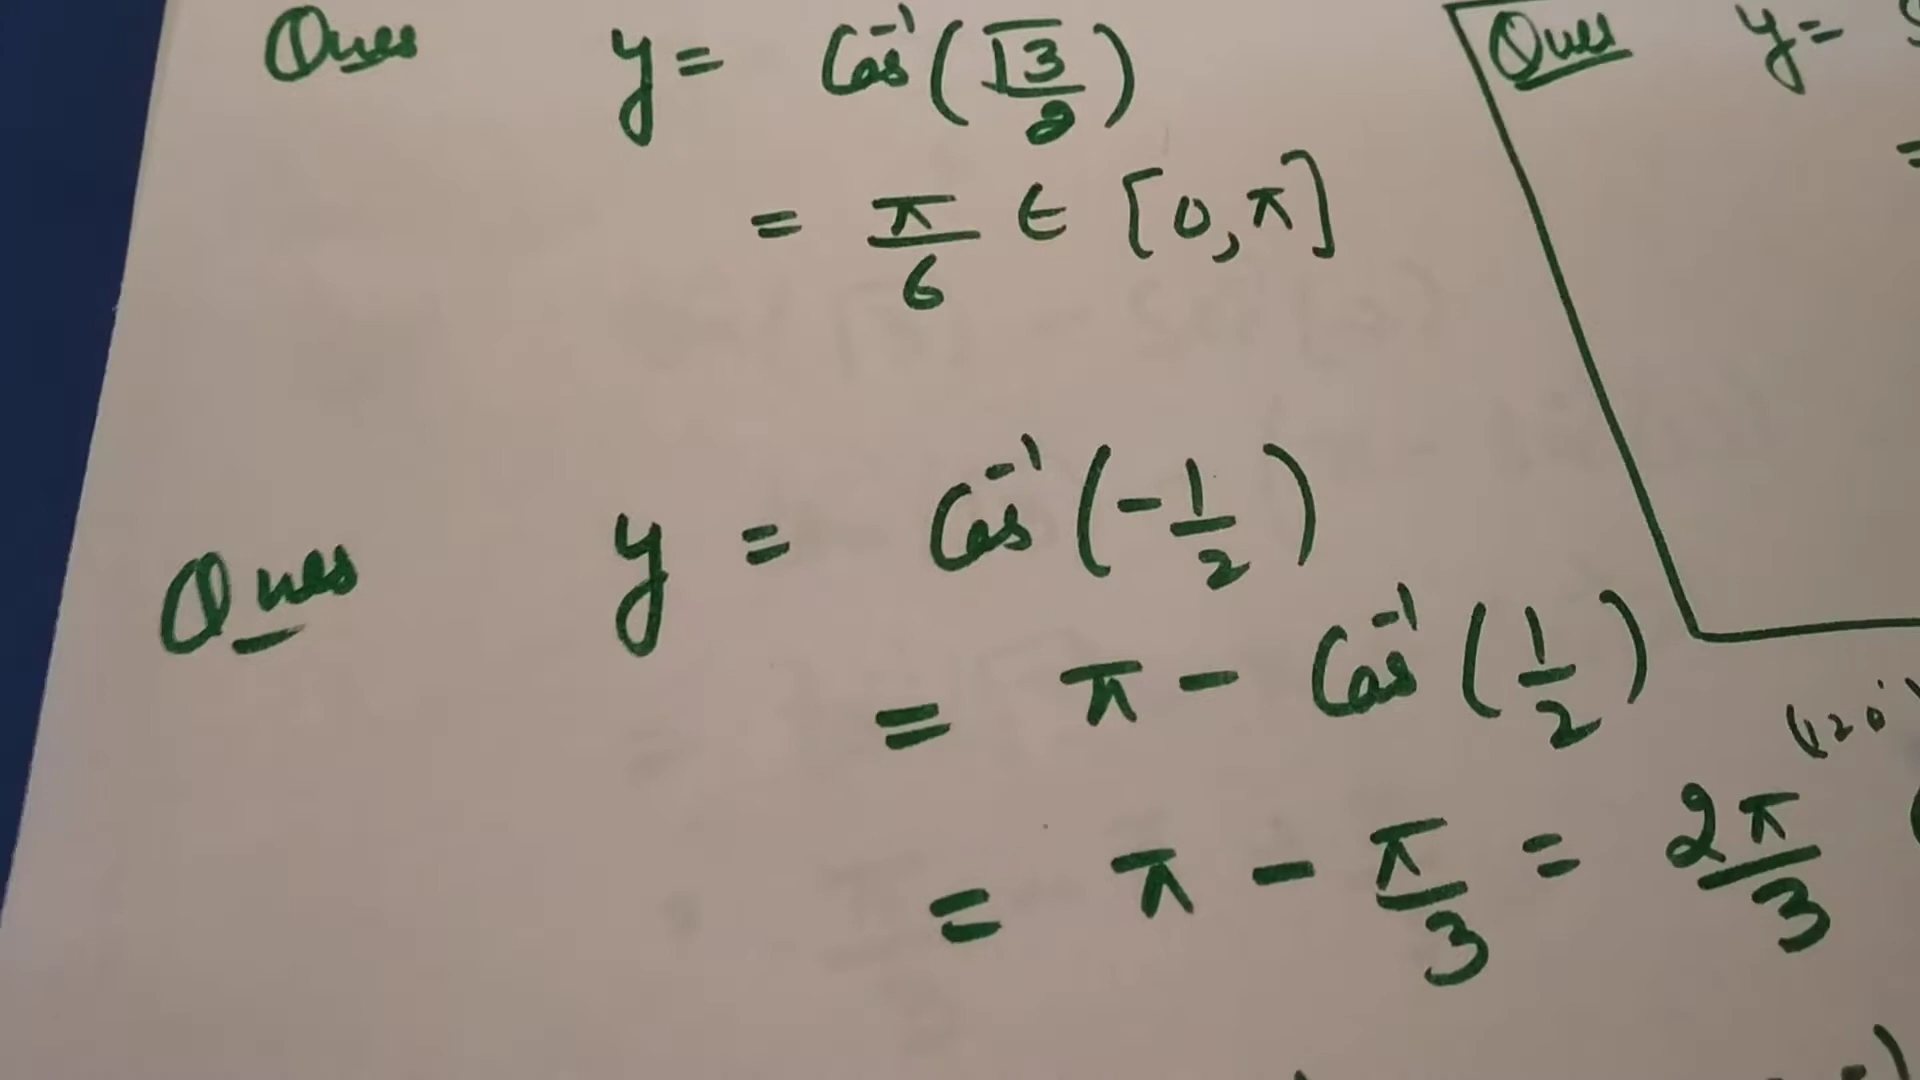 Ques y = Cos⁻¹(√3/2)
= π/6 ∈ [0, π]
Ques y =
Ques y = Cos⁻¹(-1/2)
= π - Cos⁻¹(1/2)
(120°)
= π - π/3 = 2π/3